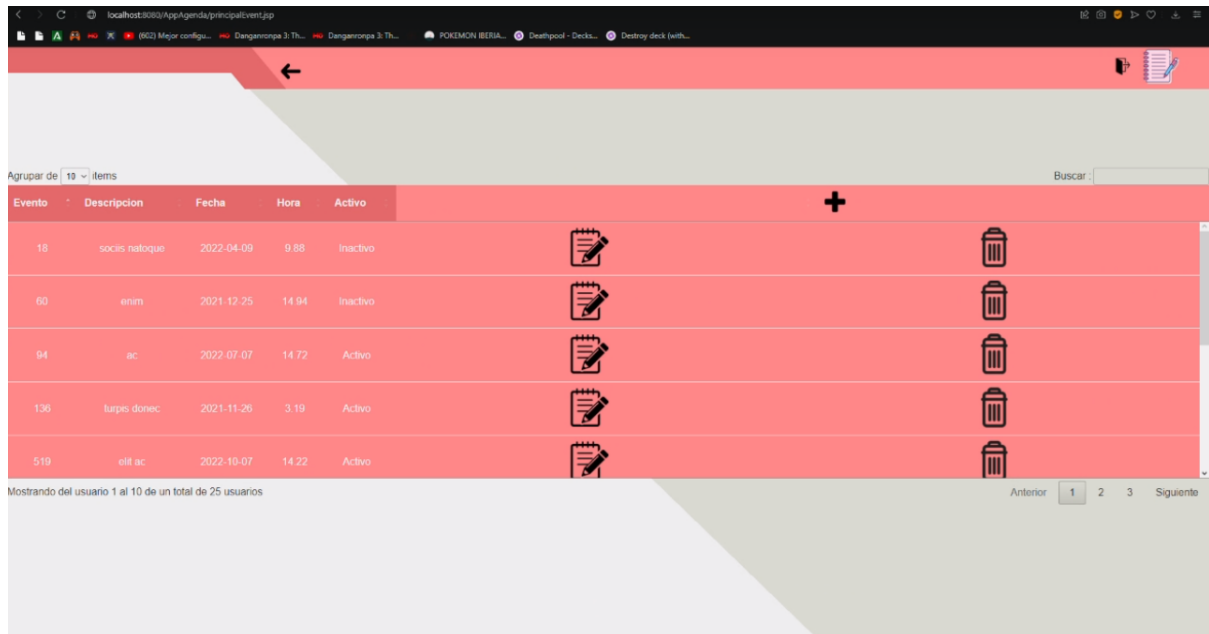 localhost:8080/AppAgenda/principalEvent.jsp
(602) Mejor configu... Danganronpa 3: Th... Danganronpa 3: Th... POKEMON IBERIA... Deathpool - Decks... Destroy deck (with...
Agrupar de 10 items Buscar :
Evento Descripcion Fecha Hora Activo
18 sociis natoque 2022-04-09 9.88 Inactivo
60 enim 2021-12-25 14.94 Inactivo
94 ac 2022-07-07 14.72 Activo
136 turpis donec 2021-11-26 3.19 Activo
519 elit ac 2022-10-07 14.22 Activo
Mostrando del usuario 1 al 10 de un total de 25 usuarios Anterior 1 2 3 Siguiente